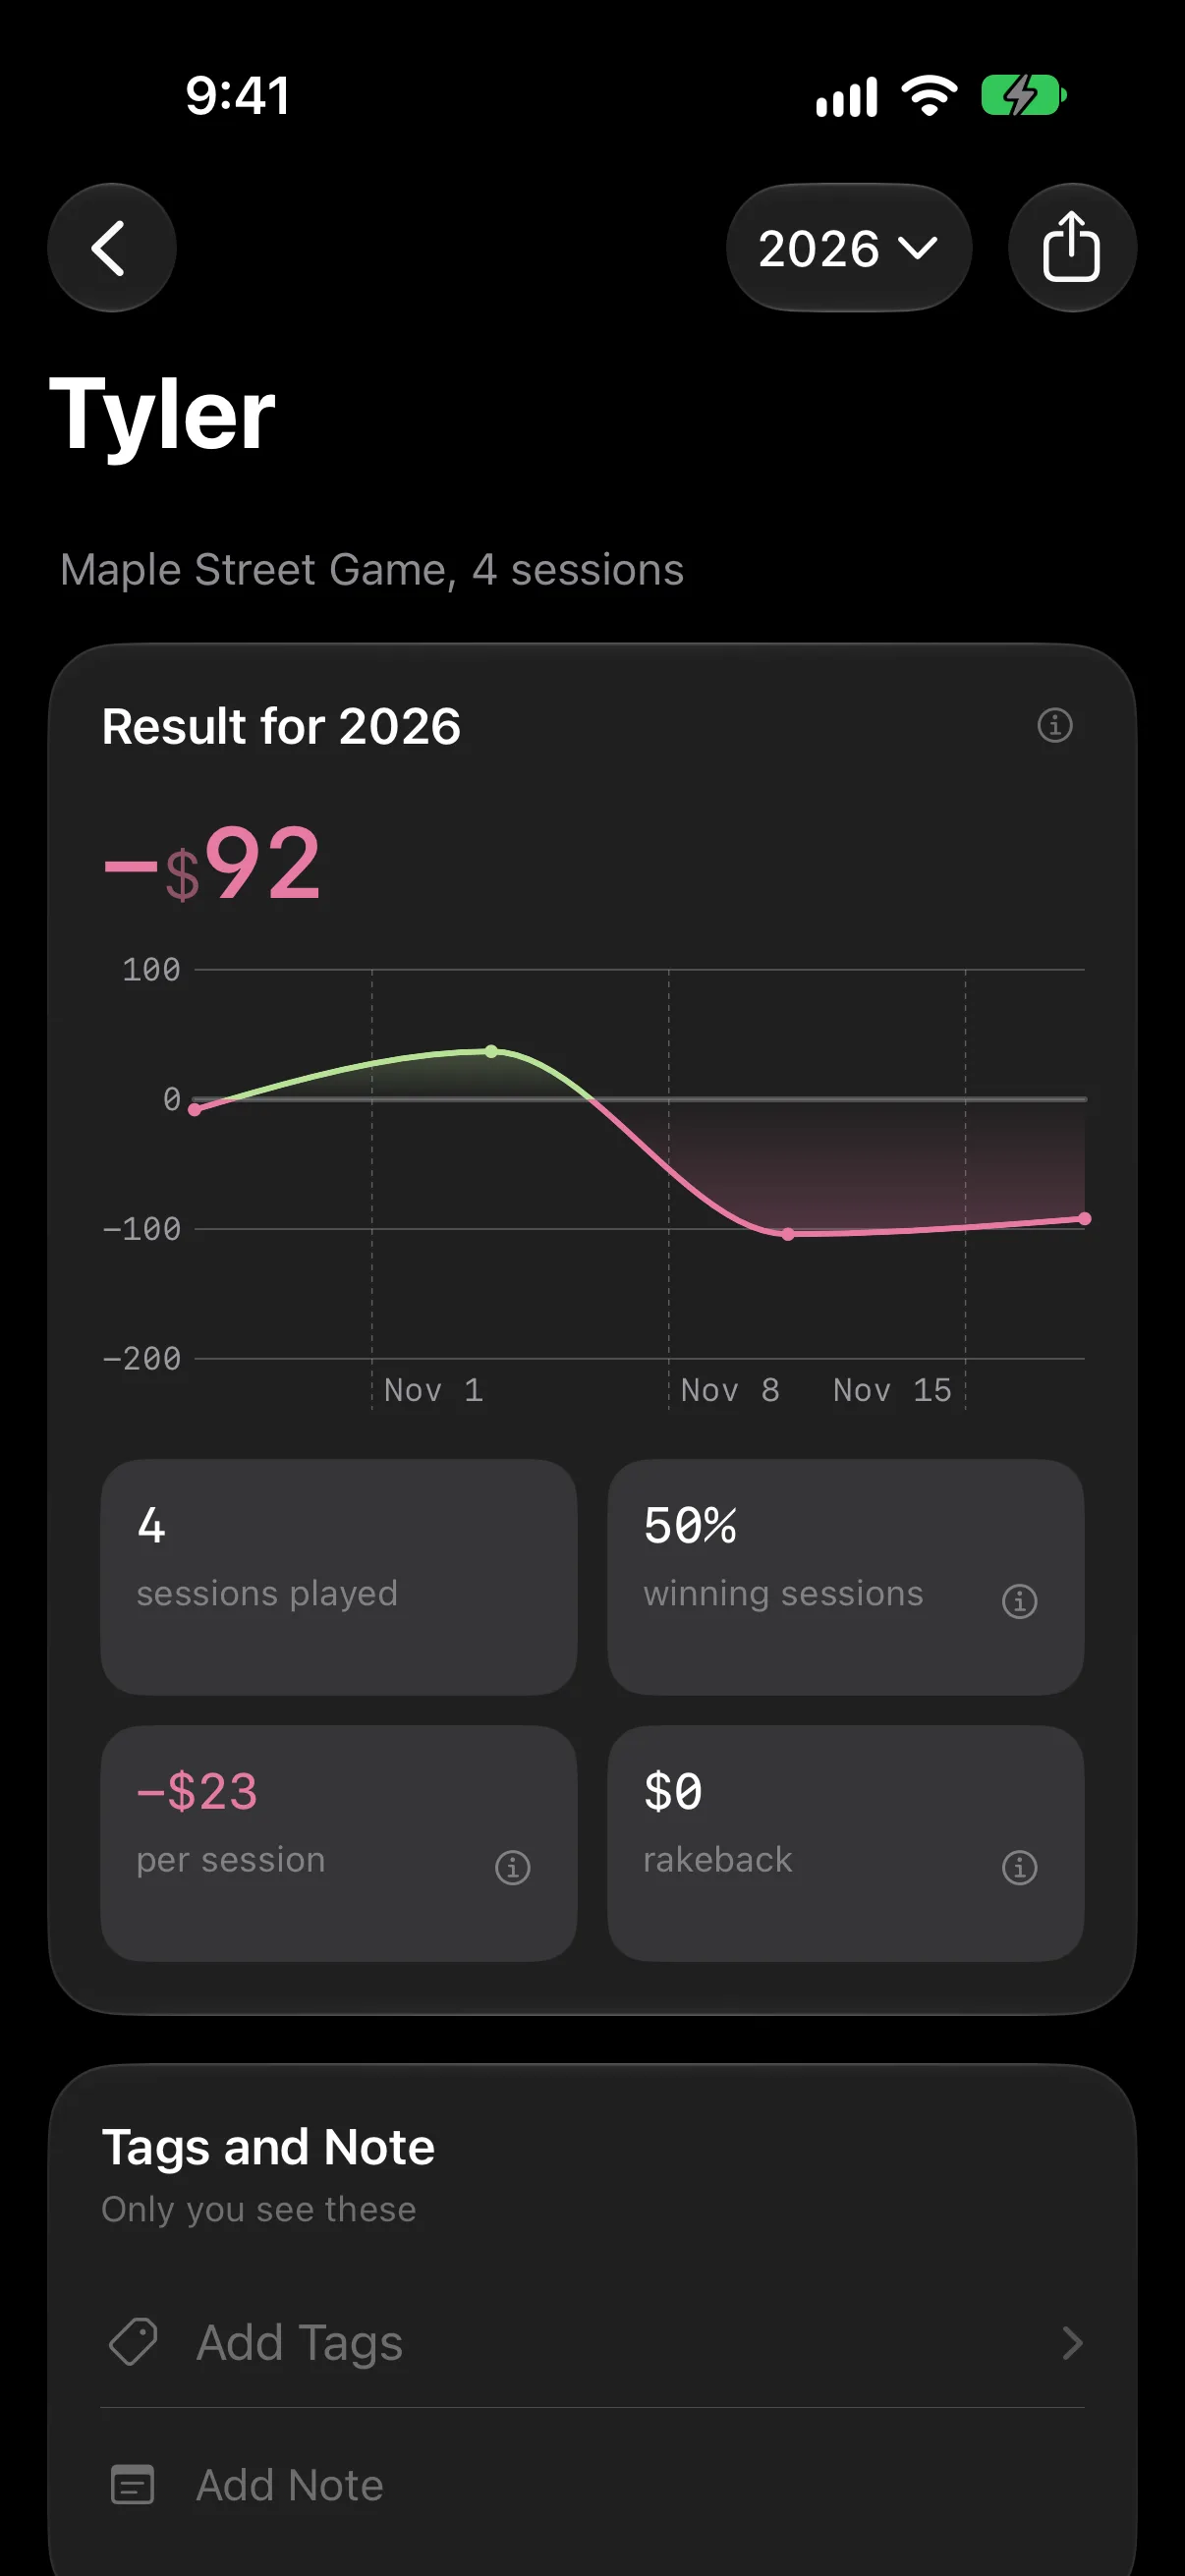 9:41
2026
Tyler
Maple Street Game, 4 sessions
Result for 2026
−$92
100
0
−100
−200
Nov 1
Nov 8
Nov 15
4
sessions played
50%
winning sessions
−$23
per session
$0
rakeback
Tags and Note
Only you see these
Add Tags
Add Note